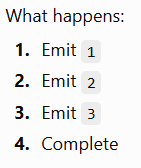 What happens:
1. Emit 1
2. Emit 2
3. Emit 3
4. Complete